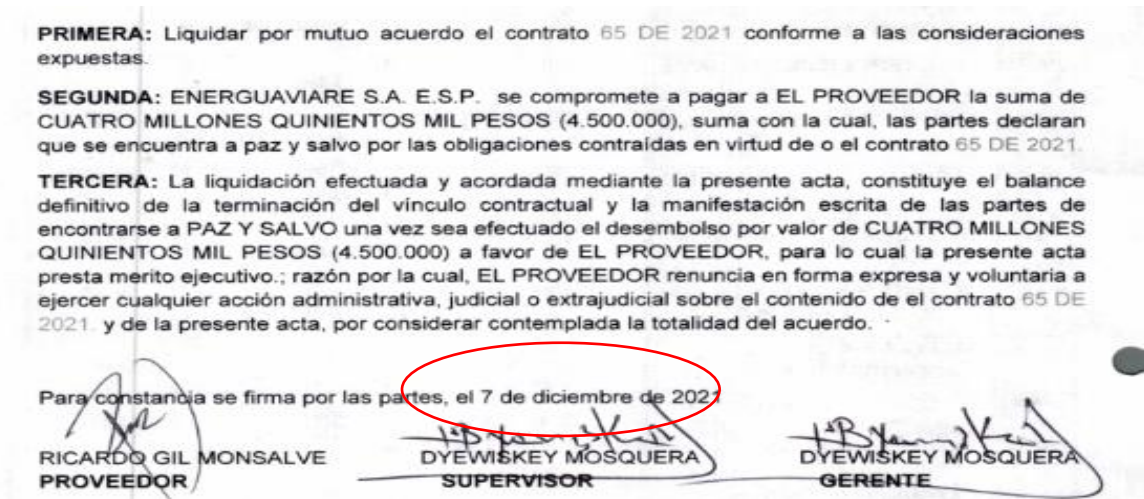 PRIMERA: Liquidar por mutuo acuerdo el contrato 65 DE 2021 conforme a las consideraciones
expuestas.
SEGUNDA: ENERGUAVIARE S.A. E.S.P. se compromete a pagar a EL PROVEEDOR la suma de
CUATRO MILLONES QUINIENTOS MIL PESOS (4.500.000), suma con la cual, las partes declaran
que se encuentra a paz y salvo por las obligaciones contraídas en virtud de o el contrato 65 DE 2021.
TERCERA: La liquidación efectuada y acordada mediante la presente acta, constituye el balance
definitivo de la terminación del vínculo contractual y la manifestación escrita de las partes de
encontrarse a PAZ Y SALVO una vez sea efectuado el desembolso por valor de CUATRO MILLONES
QUINIENTOS MIL PESOS (4.500.000) a favor de EL PROVEEDOR, para lo cual la presente acta
presta merito ejecutivo.; razón por la cual, EL PROVEEDOR renuncia en forma expresa y voluntaria a
ejercer cualquier acción administrativa, judicial o extrajudicial sobre el contenido de el contrato 65 DE
2021. y de la presente acta, por considerar contemplada la totalidad del acuerdo.
Para constancia se firma por las partes, el 7 de diciembre de 2021
RICARDO GIL MONSALVE DYEWISKEY MOSQUERA DYEWISKEY MOSQUERA
PROVEEDOR SUPERVISOR GERENTE